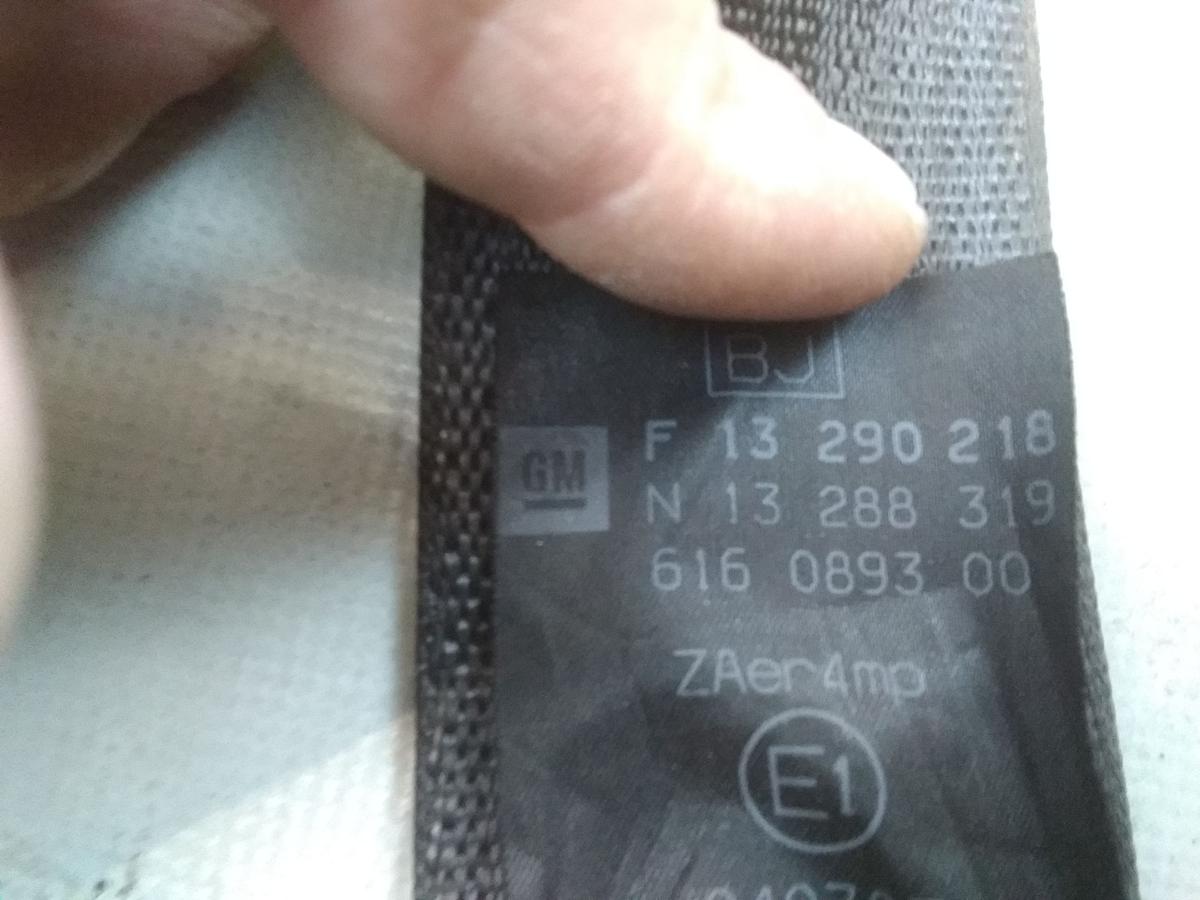 BJ
GM
F 13 290 218
N 13 288 319
616 0893 00
ZAer4mp
E1